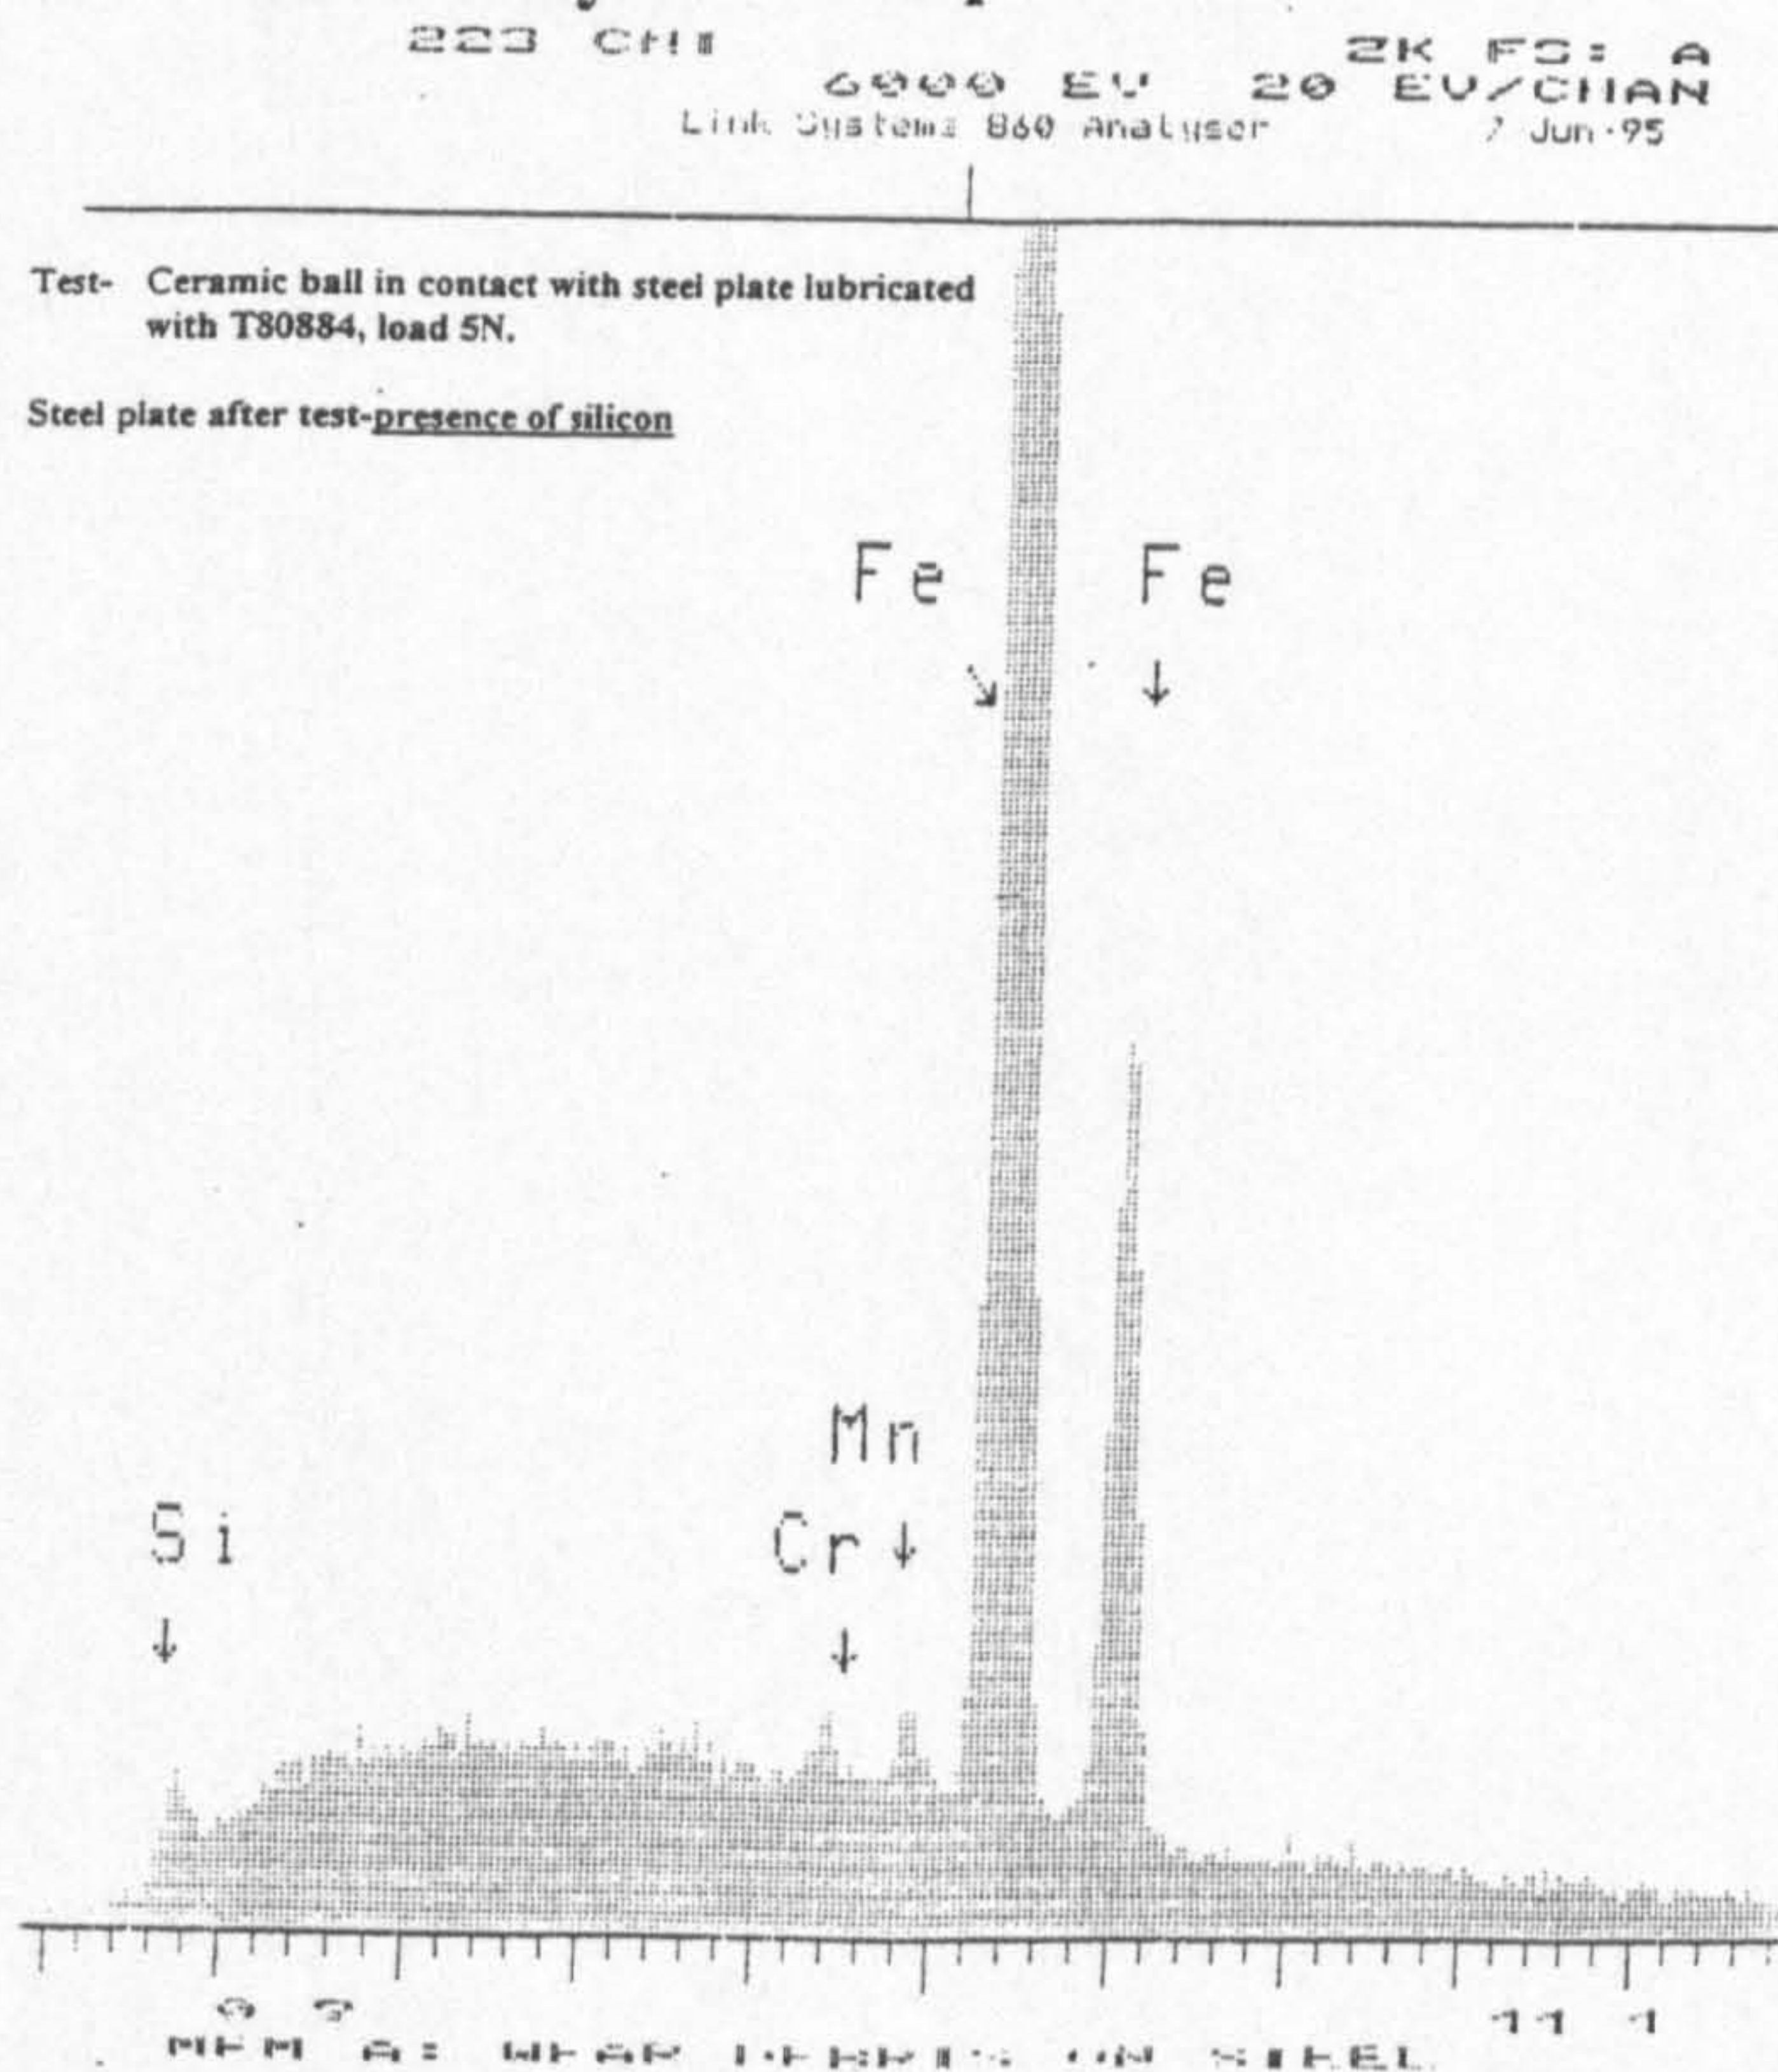 223
6000 EV 20 EV/CHAN
2K FS: A
Link Systems 860 Analyser 7 Jun-95
Test- Ceramic ball in contact with steel plate lubricated
with T80884, load 5N.
Steel plate after test-presence of silicon
Fe Fe
Mn
Si Cr